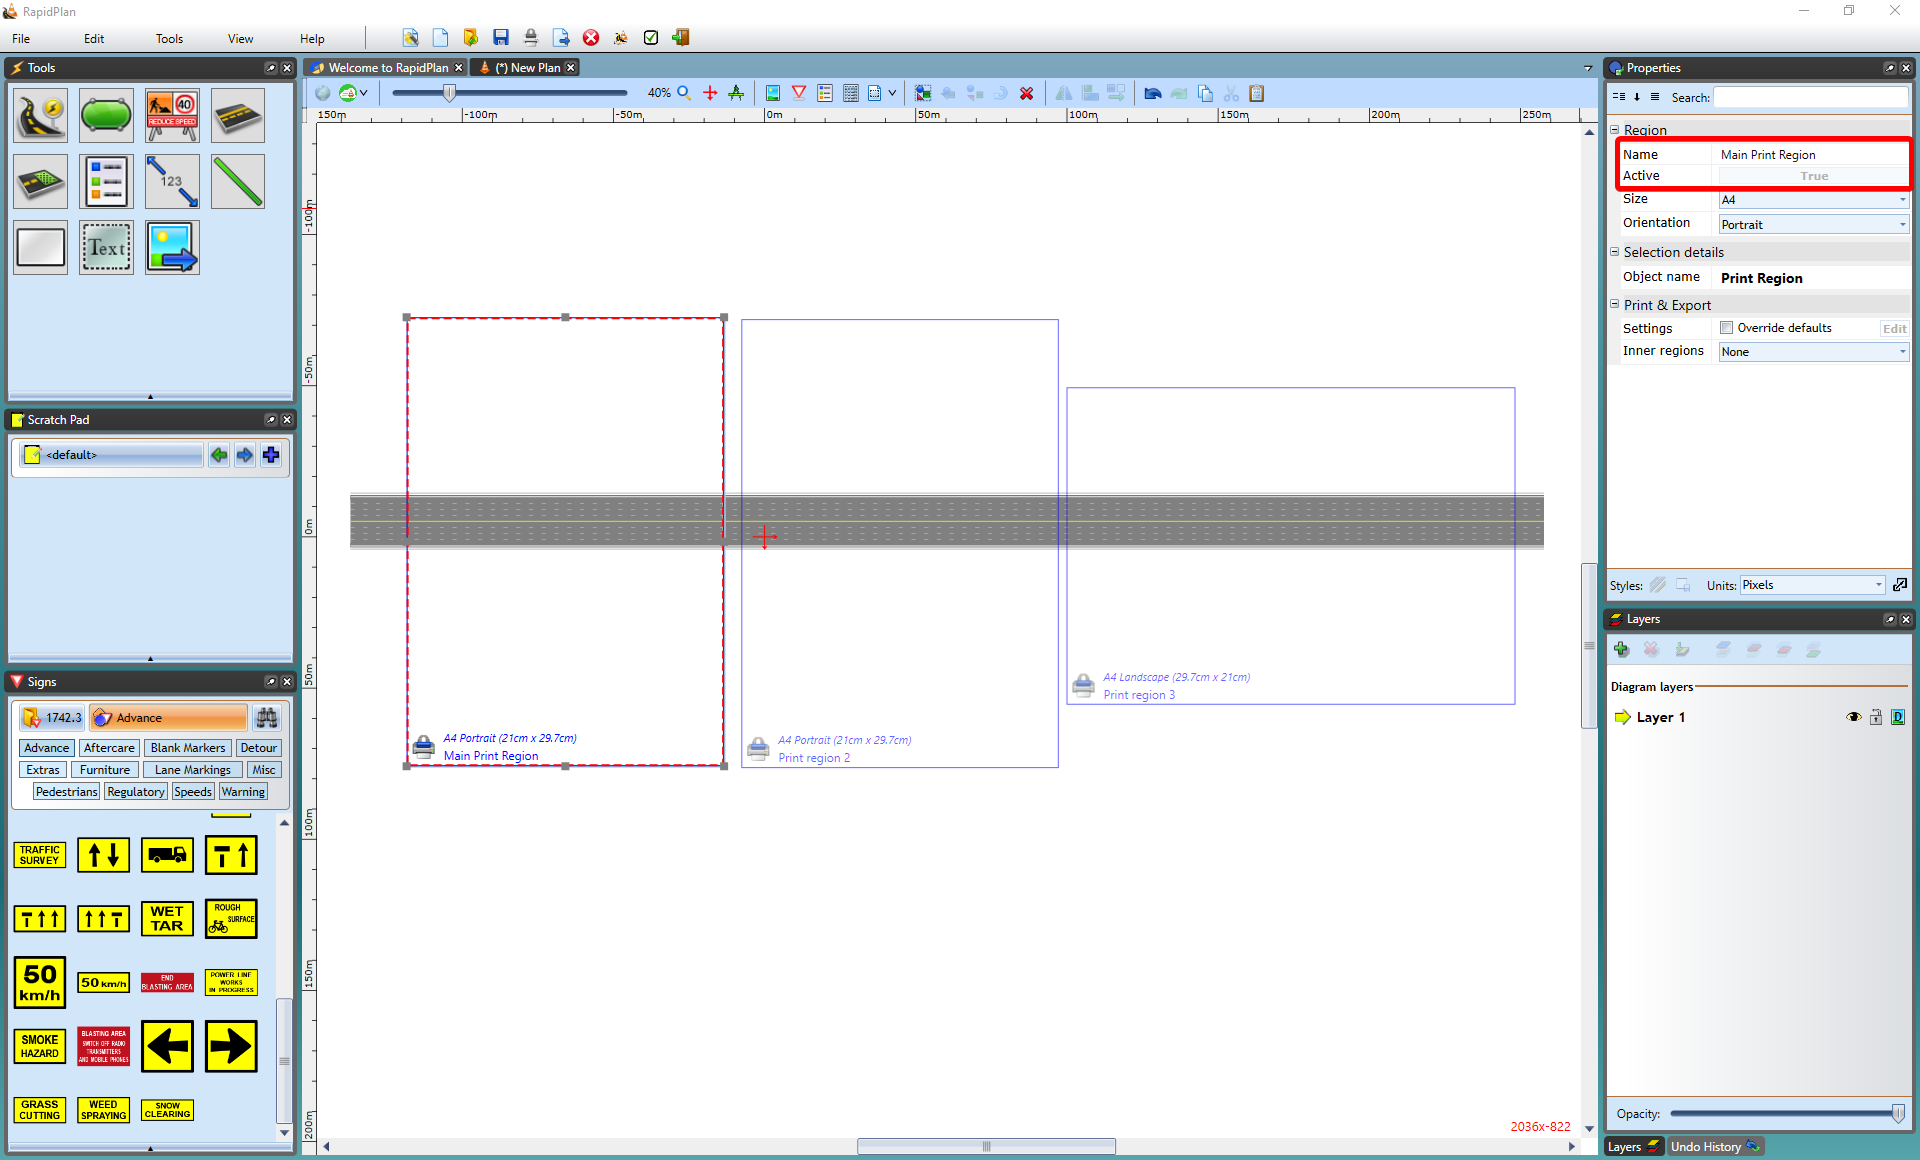 RapidPlan
File Edit Tools View Help
Tools
40
REDUCE SPEED
123
Text
Scratch Pad
<default>
Signs
1742.3 Advance
Advance Aftercare Blank Markers Detour
Extras Furniture Lane Markings Misc
Pedestrians Regulatory Speeds Warning
TRAFFIC
SURVEY
WET
TAR
ROUGH
SURFACE
50
km/h
50 km/h
END
BLASTING AREA
POWER LINE
WORKS
IN PROGRESS
SMOKE
HAZARD
BLASTING AREA
SWITCH OFF RADIO
TRANSMITTERS
AND MOBILE PHONES
GRASS
CUTTING
WEED
SPRAYING
SNOW
CLEARING
Welcome to RapidPlan (*) New Plan
40%
150m -100m -50m 0m 50m 100m 150m 200m 250m
-100m
-50m
0m
50m
100m
150m
200m
A4 Portrait (21cm x 29.7cm)
Main Print Region
A4 Portrait (21cm x 29.7cm)
Print region 2
A4 Landscape (29.7cm x 21cm)
Print region 3
2036x-822
Properties
Search:
Region
Name Main Print Region
Active True
Size A4
Orientation Portrait
Selection details
Object name Print Region
Print & Export
Settings Override defaults Edit
Inner regions None
Styles: Units: Pixels
Layers
Diagram layers
Layer 1 D
Opacity:
Layers Undo History